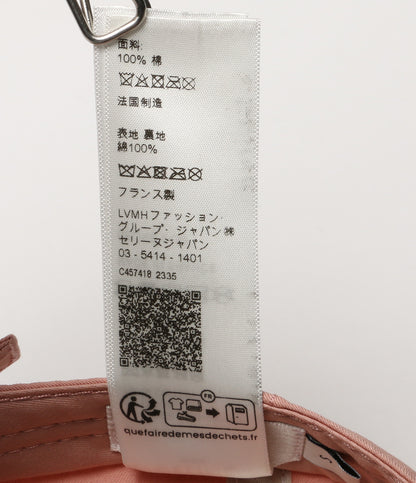 面料:
100% 棉
法国制造
表地 裏地
綿100%
フランス製
LVMHファッション・
グループ・ジャパン㈱
セリーヌジャパン
03 - 5414 - 1401
C457418 2335
FR
quefairedemesdechets.fr
S